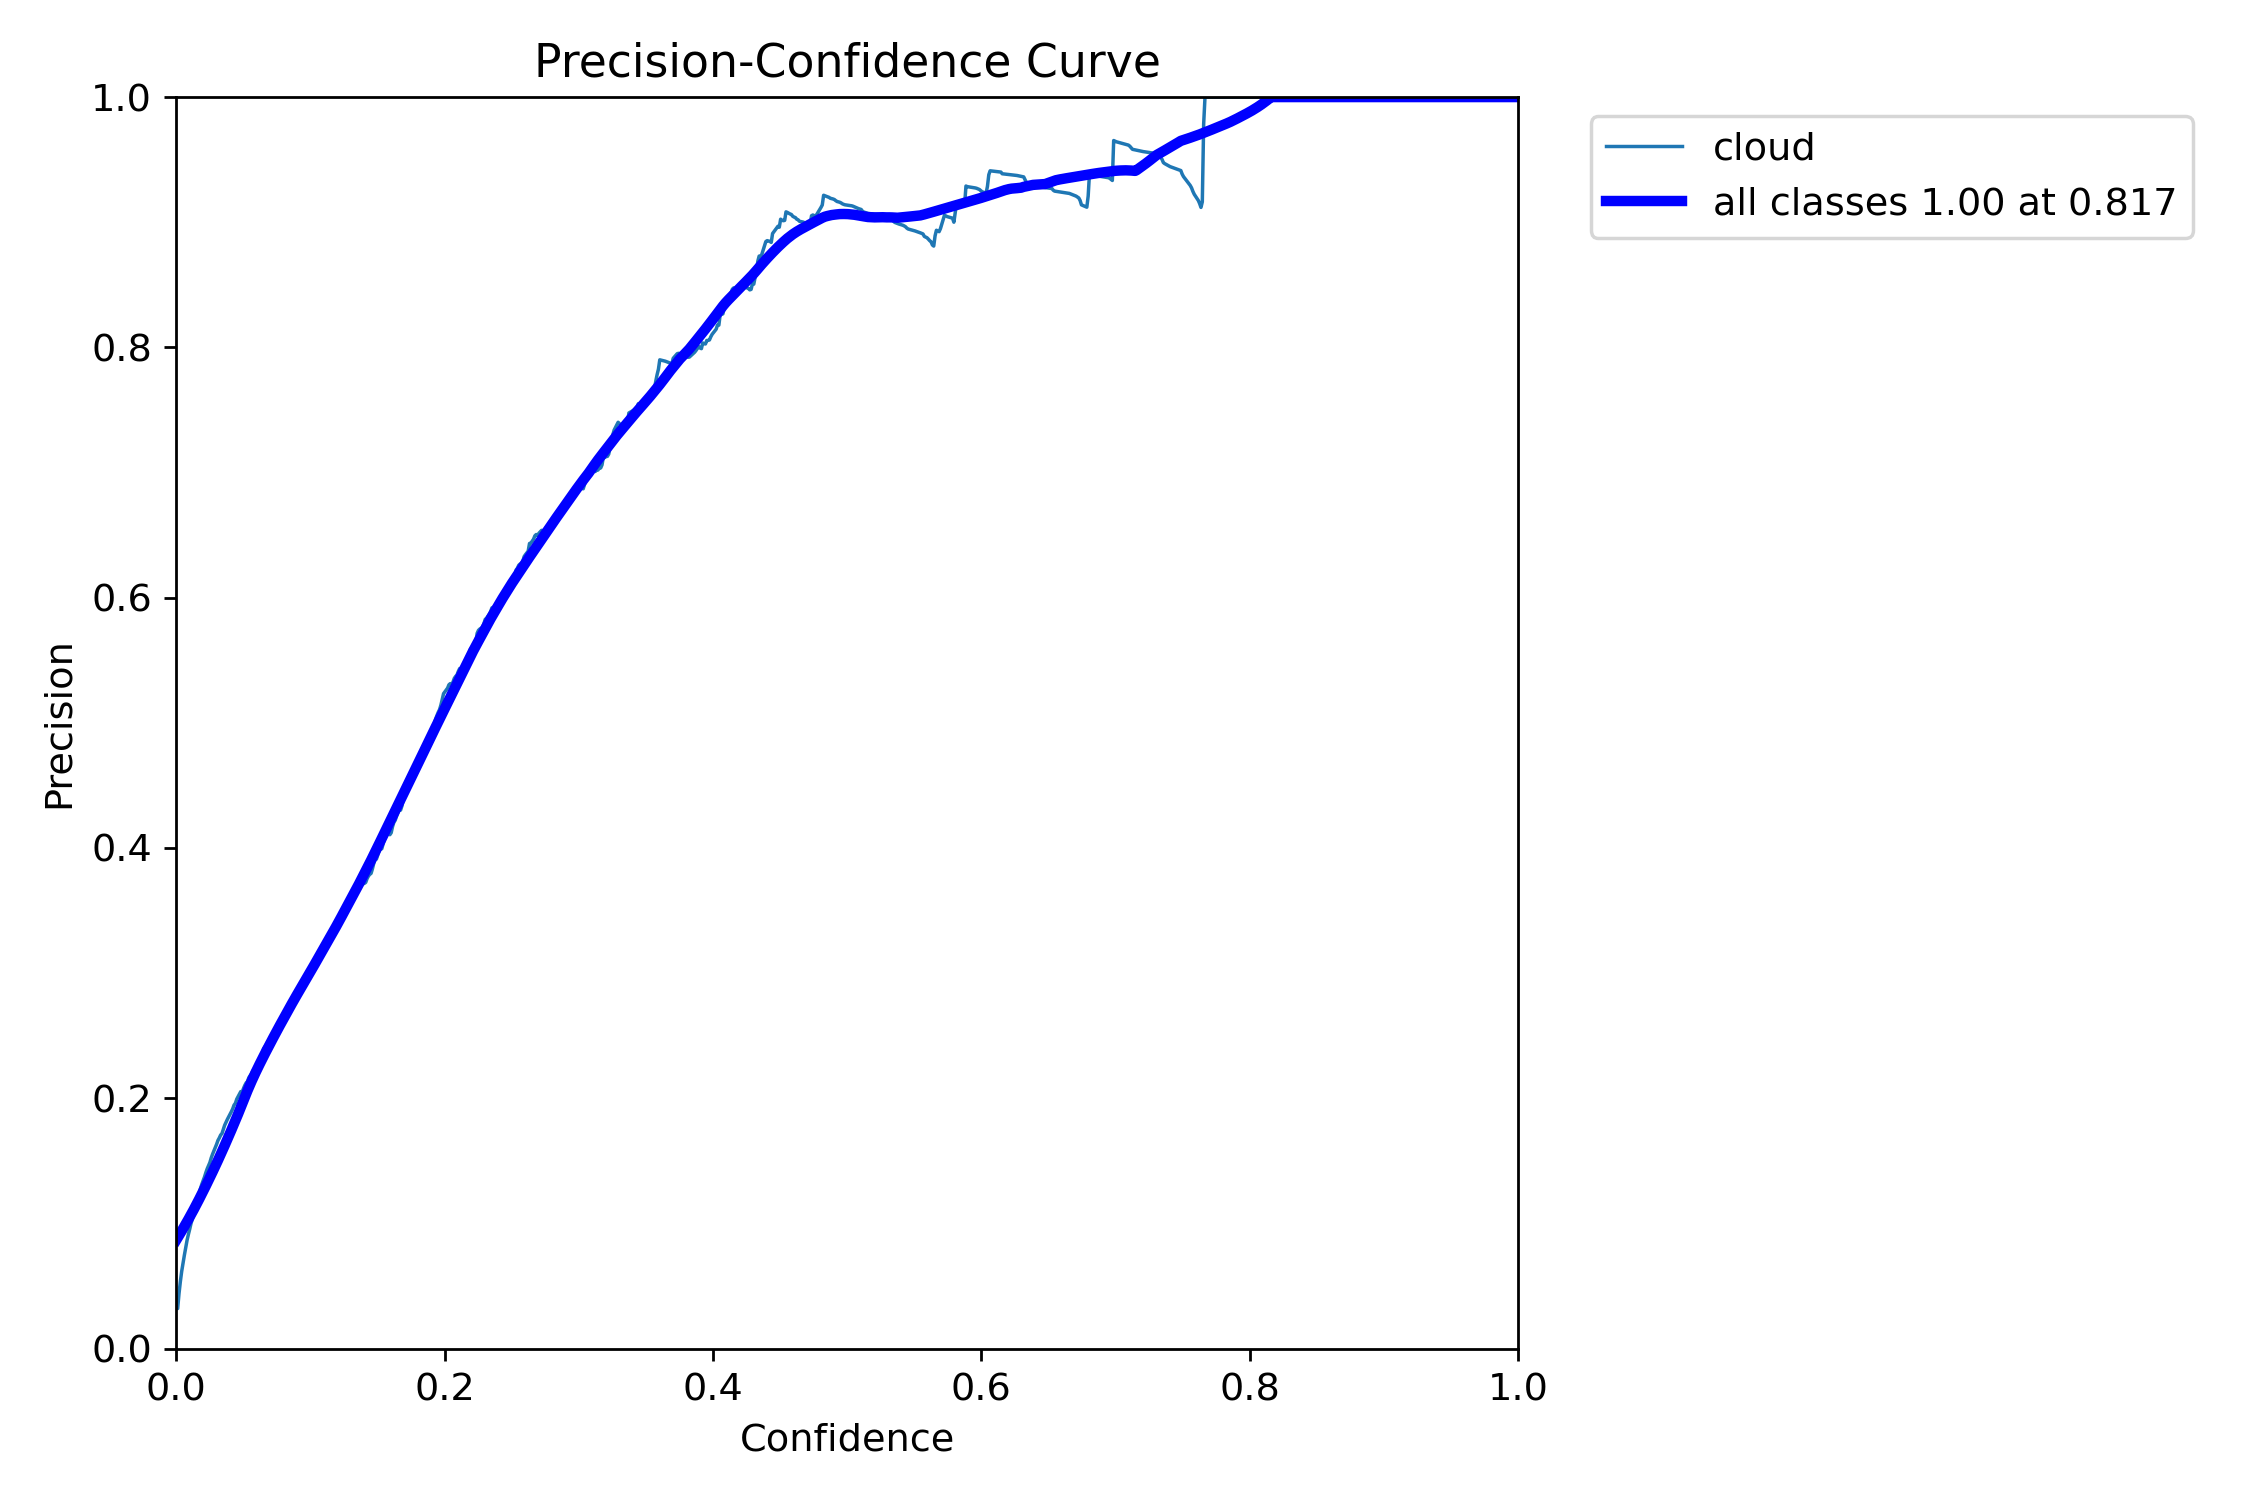 Precision-Confidence Curve
1.0
0.8
0.6
0.4
0.2
0.0
Precision
0.0 0.2 0.4 0.6 0.8 1.0
Confidence
cloud
all classes 1.00 at 0.817